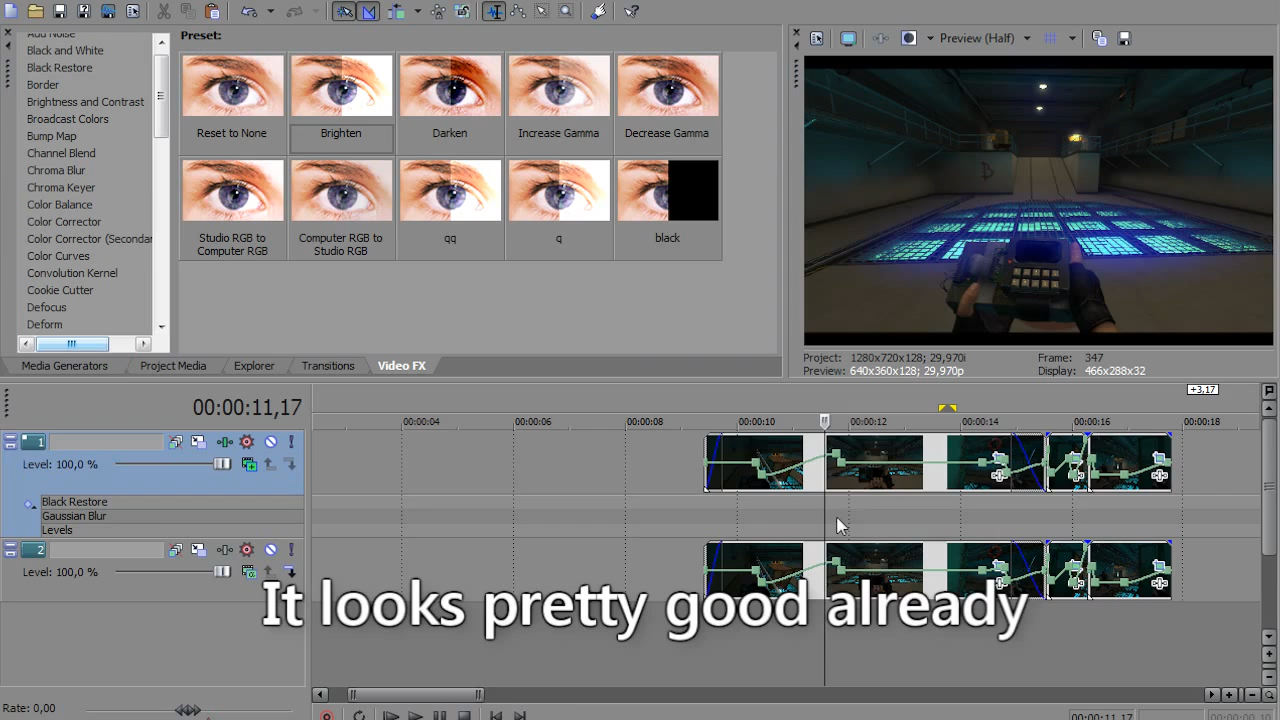 Preset:
Preview (Half)
Add Noise
Black and White
Black Restore
Border
Brightness and Contrast
Broadcast Colors
Bump Map
Channel Blend
Chroma Blur
Chroma Keyer
Color Balance
Color Corrector
Color Corrector (Secondar
Color Curves
Convolution Kernel
Cookie Cutter
Defocus
Deform
Reset to None
Brighten
Darken
Increase Gamma
Decrease Gamma
Studio RGB to
Computer RGB
Computer RGB to
Studio RGB
qq
q
black
Media Generators
Project Media
Explorer
Transitions
Video FX
Project: 1280x720x128; 29,970i
Frame: 347
Preview: 640x360x128; 29,970p
Display: 466x288x32
+3,17
00:00:11,17
00:00:04
00:00:06
00:00:08
00:00:10
00:00:12
00:00:14
00:00:16
00:00:18
1
Level: 100,0 %
Black Restore
Gaussian Blur
Levels
2
Level: 100,0 %
It looks pretty good already
Rate: 0,00
00:00:11,17